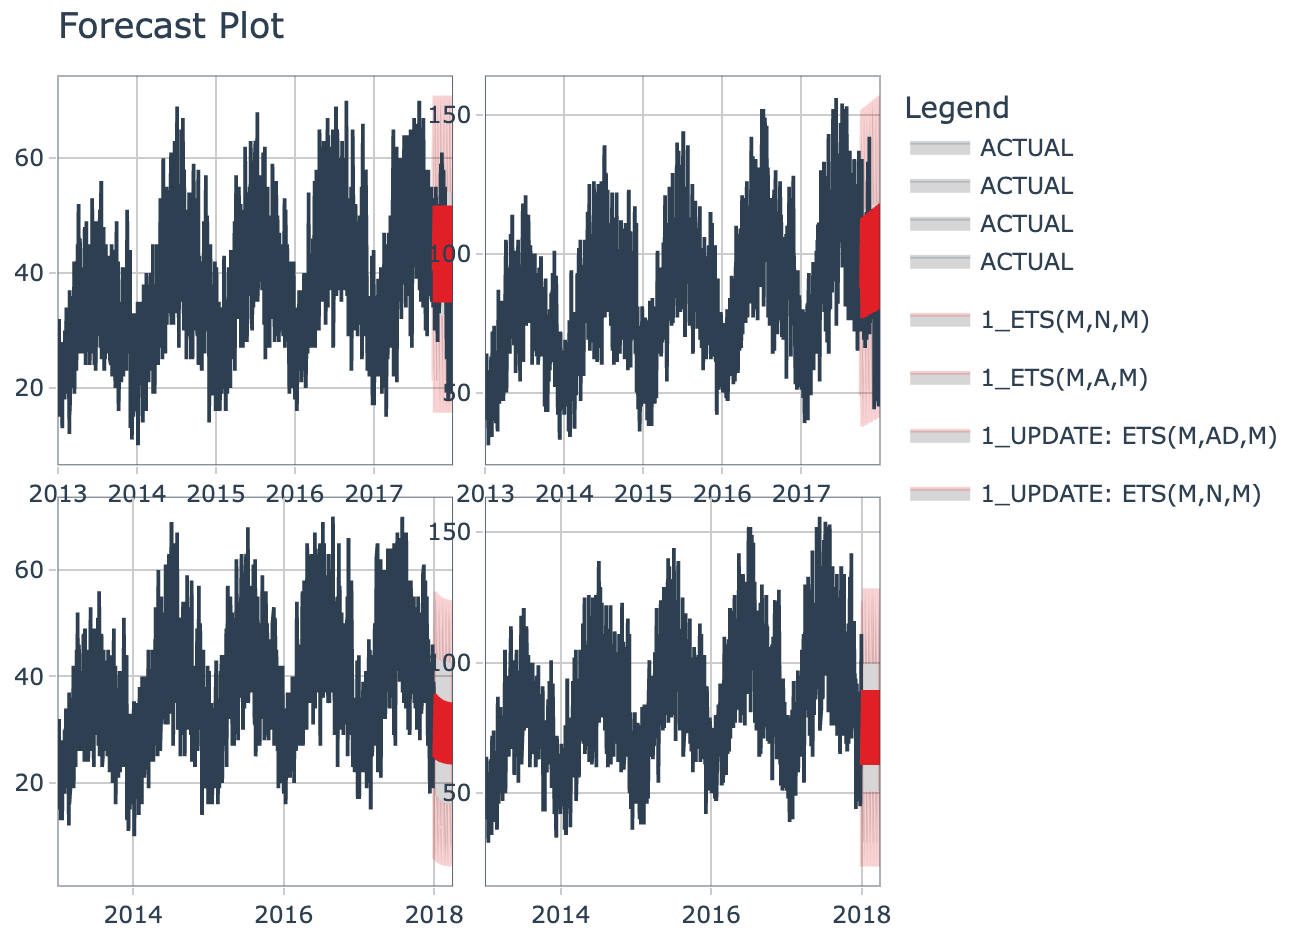 Forecast Plot
60
40
20
2013 2014 2015 2016 2017
150
100
50
2013 2014 2015 2016 2017
60
40
20
2014 2016 2018
150
100
50
2014 2016 2018
Legend
ACTUAL
ACTUAL
ACTUAL
ACTUAL
1_ETS(M,N,M)
1_ETS(M,A,M)
1_UPDATE: ETS(M,AD,M)
1_UPDATE: ETS(M,N,M)